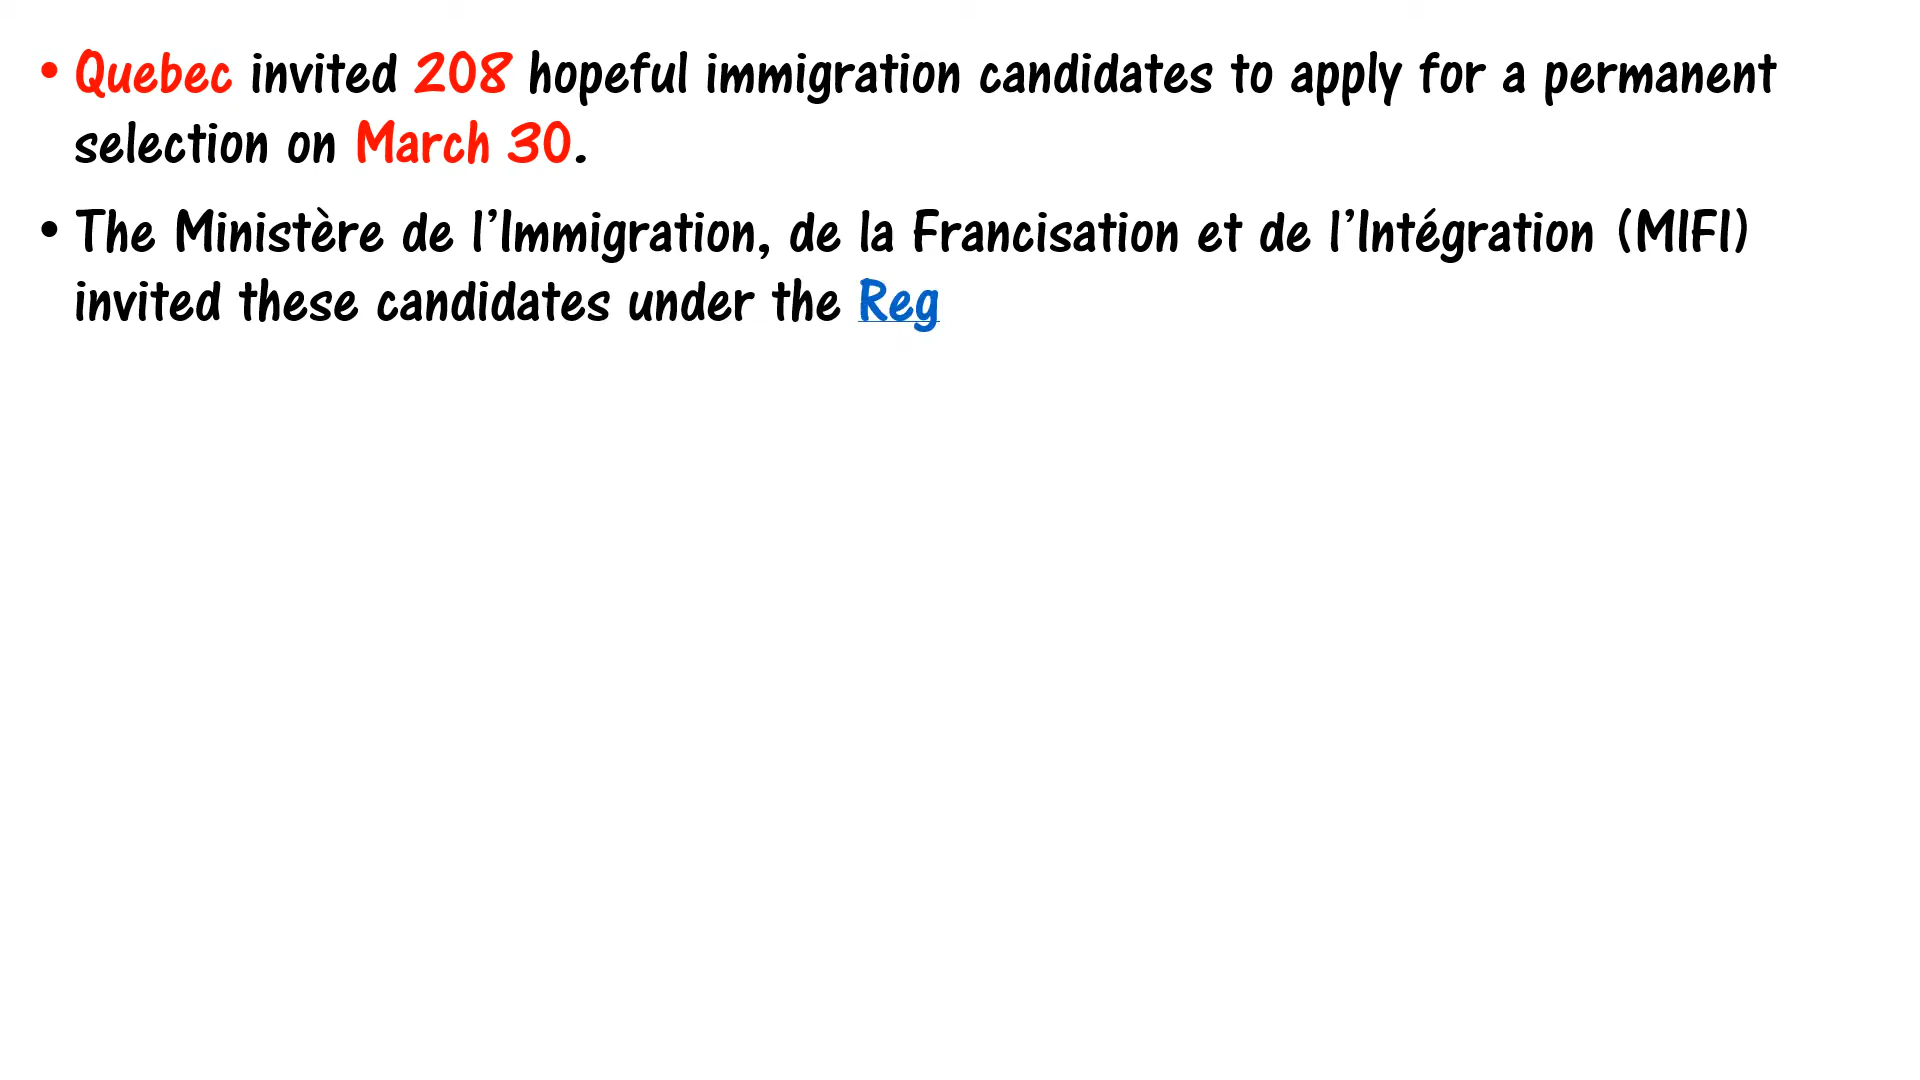 • Quebec invited 208 hopeful immigration candidates to apply for a permanent
selection on March 30.
• The Ministère de l’Immigration, de la Francisation et de l’Intégration (MIFI)
invited these candidates under the Reg